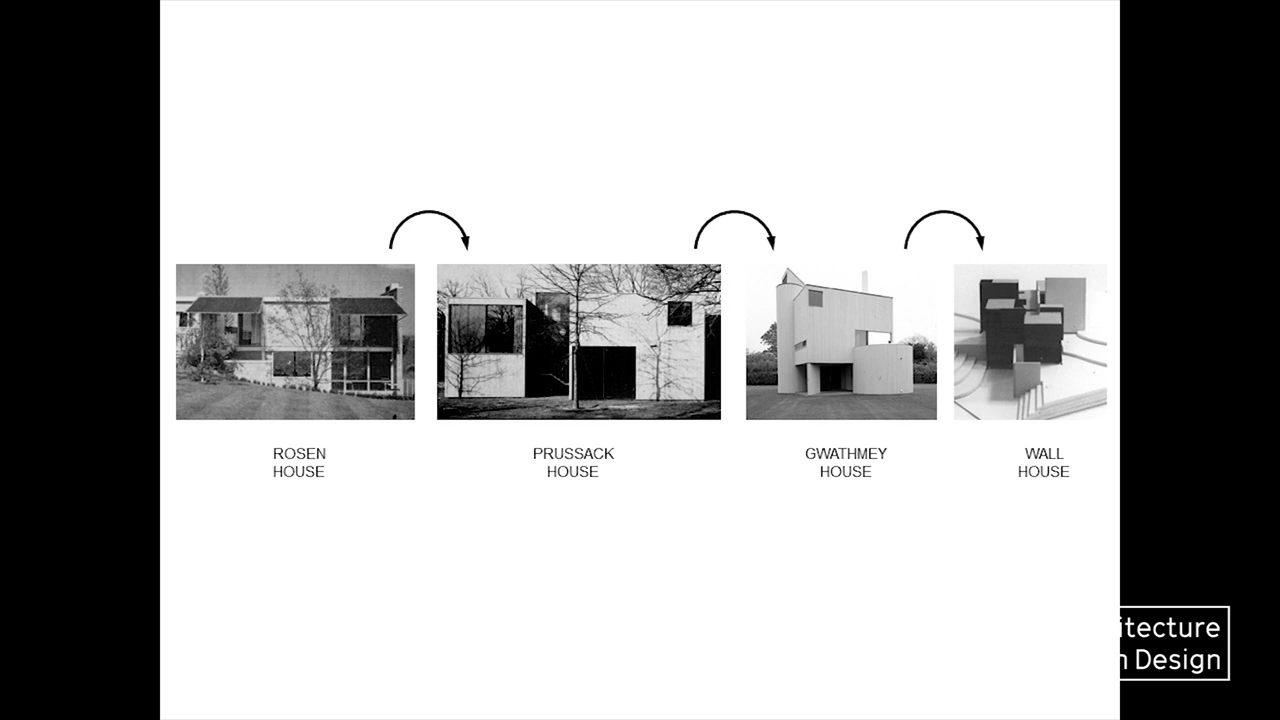 ROSEN
HOUSE
PRUSSACK
HOUSE
GWATHMEY
HOUSE
WALL
HOUSE
itecture
n Design